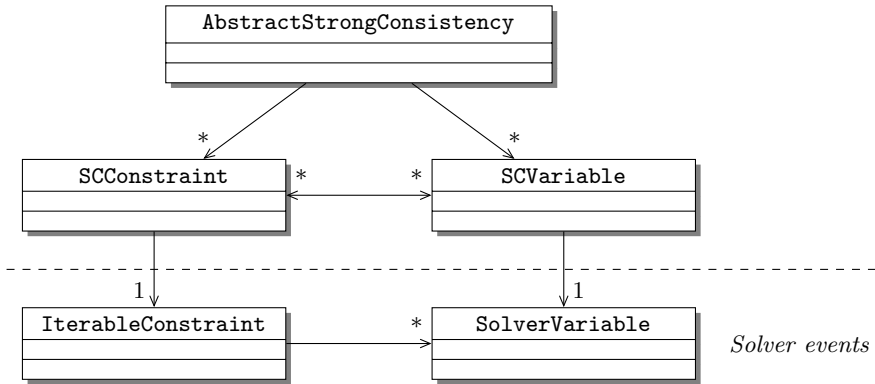 AbstractStrongConsistency
* *
SCConstraint * * SCVariable
1 1
IterableConstraint * SolverVariable
Solver events